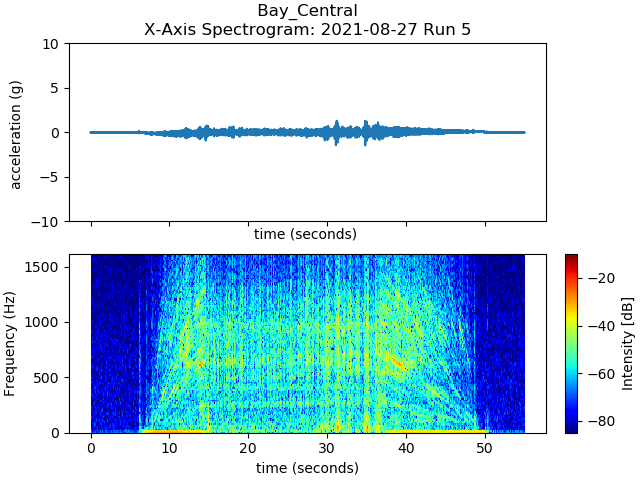 Bay_Central
X-Axis Spectrogram: 2021-08-27 Run 5
10
5
0
−5
−10
acceleration (g)
time (seconds)
1500
1000
500
0
Frequency (Hz)
0 10 20 30 40 50
time (seconds)
−20
−40
−60
−80
Intensity [dB]